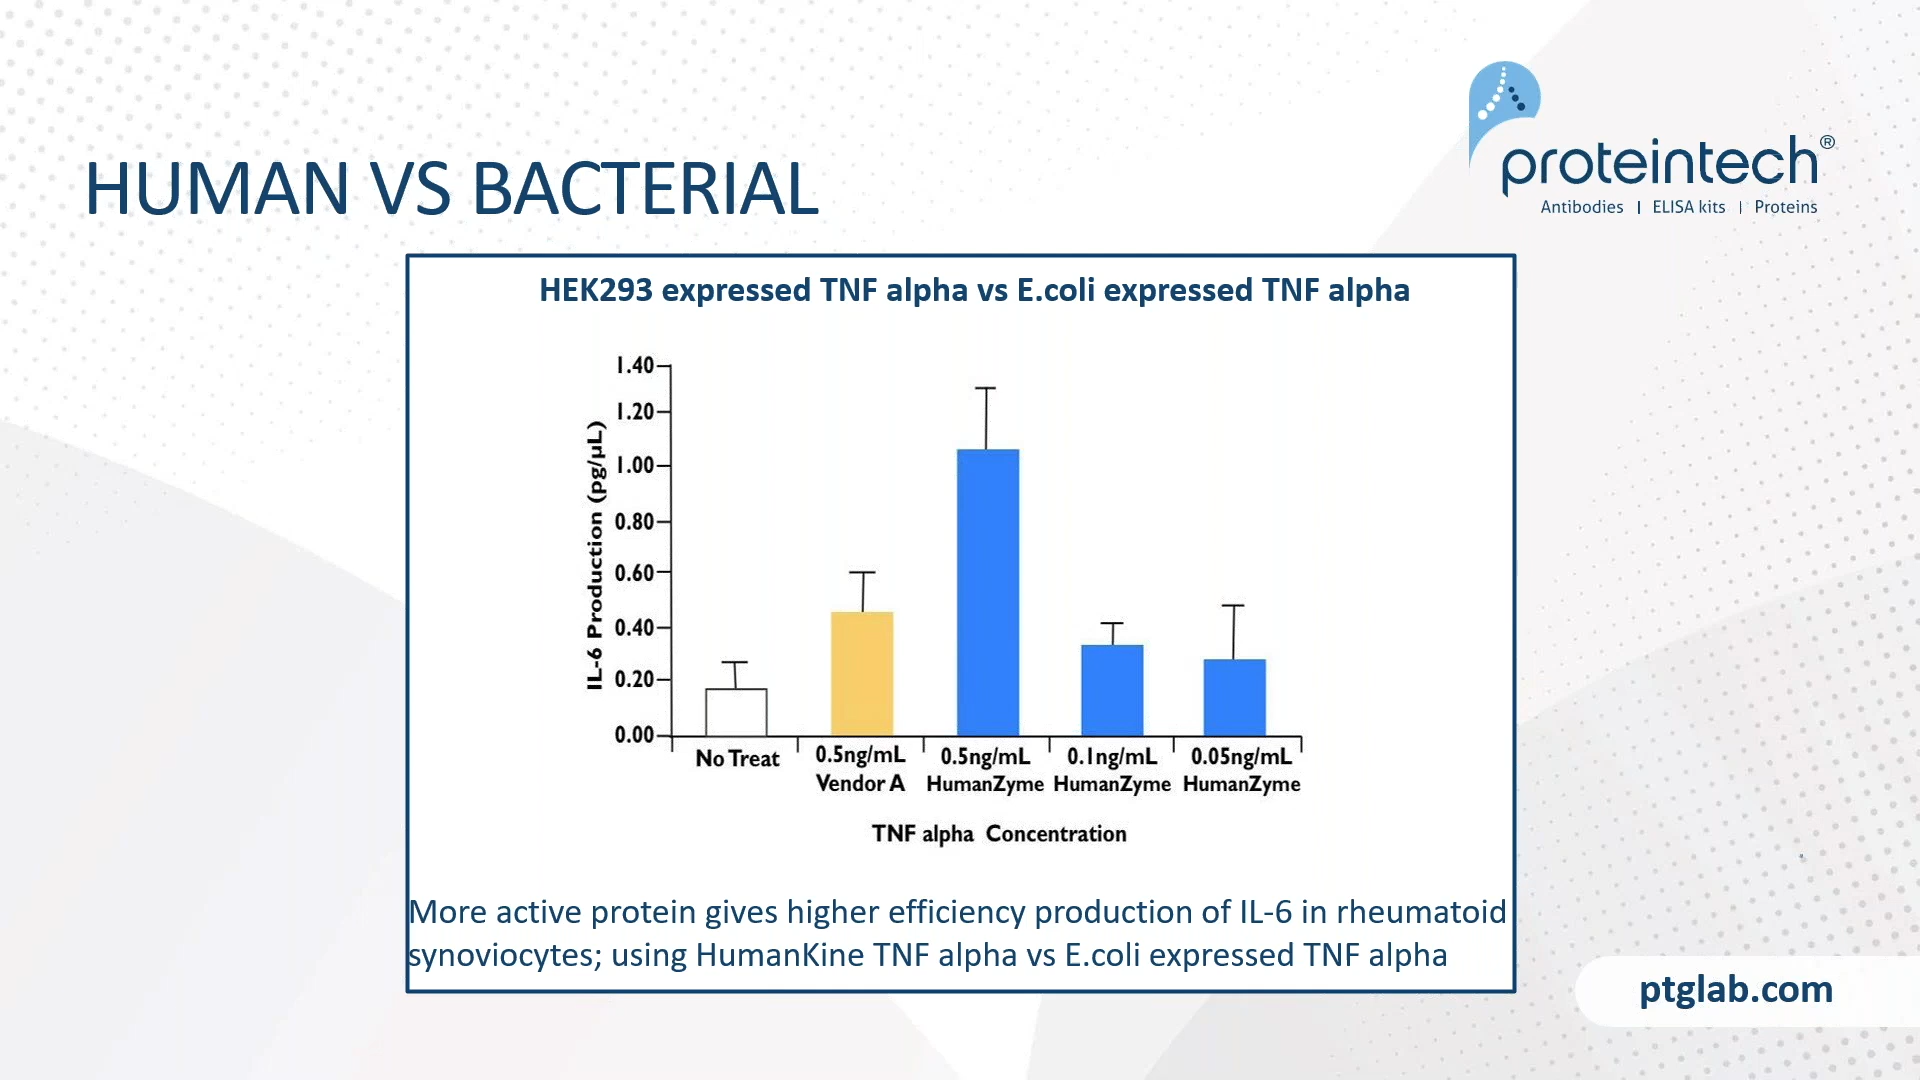 proteintech®
Antibodies | ELISA kits | Proteins
HUMAN VS BACTERIAL
HEK293 expressed TNF alpha vs E.coli expressed TNF alpha
IL-6 Production (pg/µL)
1.40
1.20
1.00
0.80
0.60
0.40
0.20
0.00
No Treat
0.5ng/mL
Vendor A
0.5ng/mL
HumanZyme
0.1ng/mL
HumanZyme
0.05ng/mL
HumanZyme
TNF alpha Concentration
More active protein gives higher efficiency production of IL-6 in rheumatoid
synoviocytes; using HumanKine TNF alpha vs E.coli expressed TNF alpha
ptglab.com